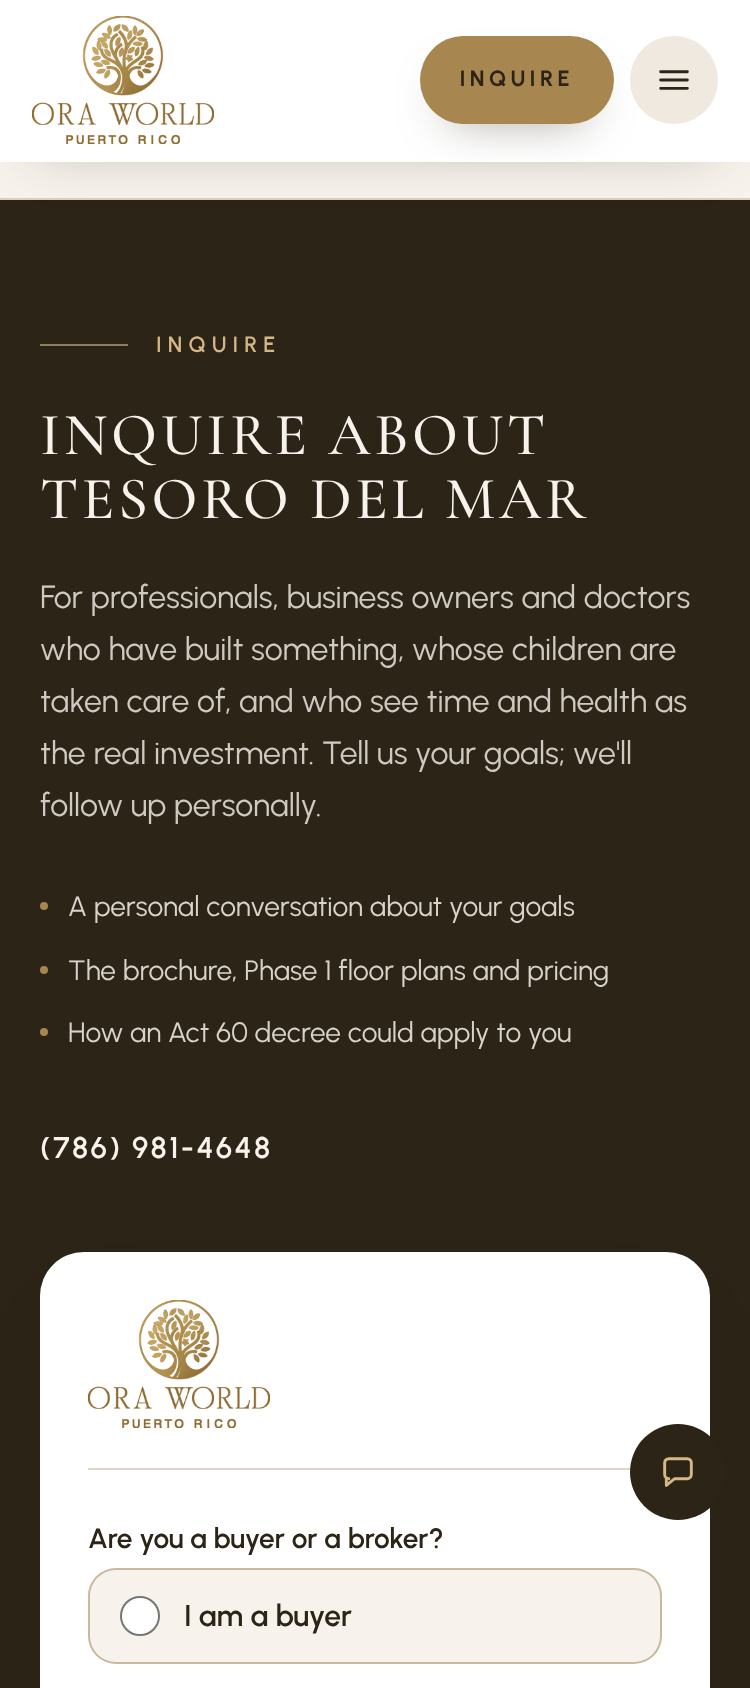 ORA WORLD
PUERTO RICO
INQUIRE
INQUIRE
INQUIRE ABOUT
TESORO DEL MAR
For professionals, business owners and doctors
who have built something, whose children are
taken care of, and who see time and health as
the real investment. Tell us your goals; we'll
follow up personally.
A personal conversation about your goals
The brochure, Phase 1 floor plans and pricing
How an Act 60 decree could apply to you
(786) 981-4648
ORA WORLD
PUERTO RICO
Are you a buyer or a broker?
I am a buyer